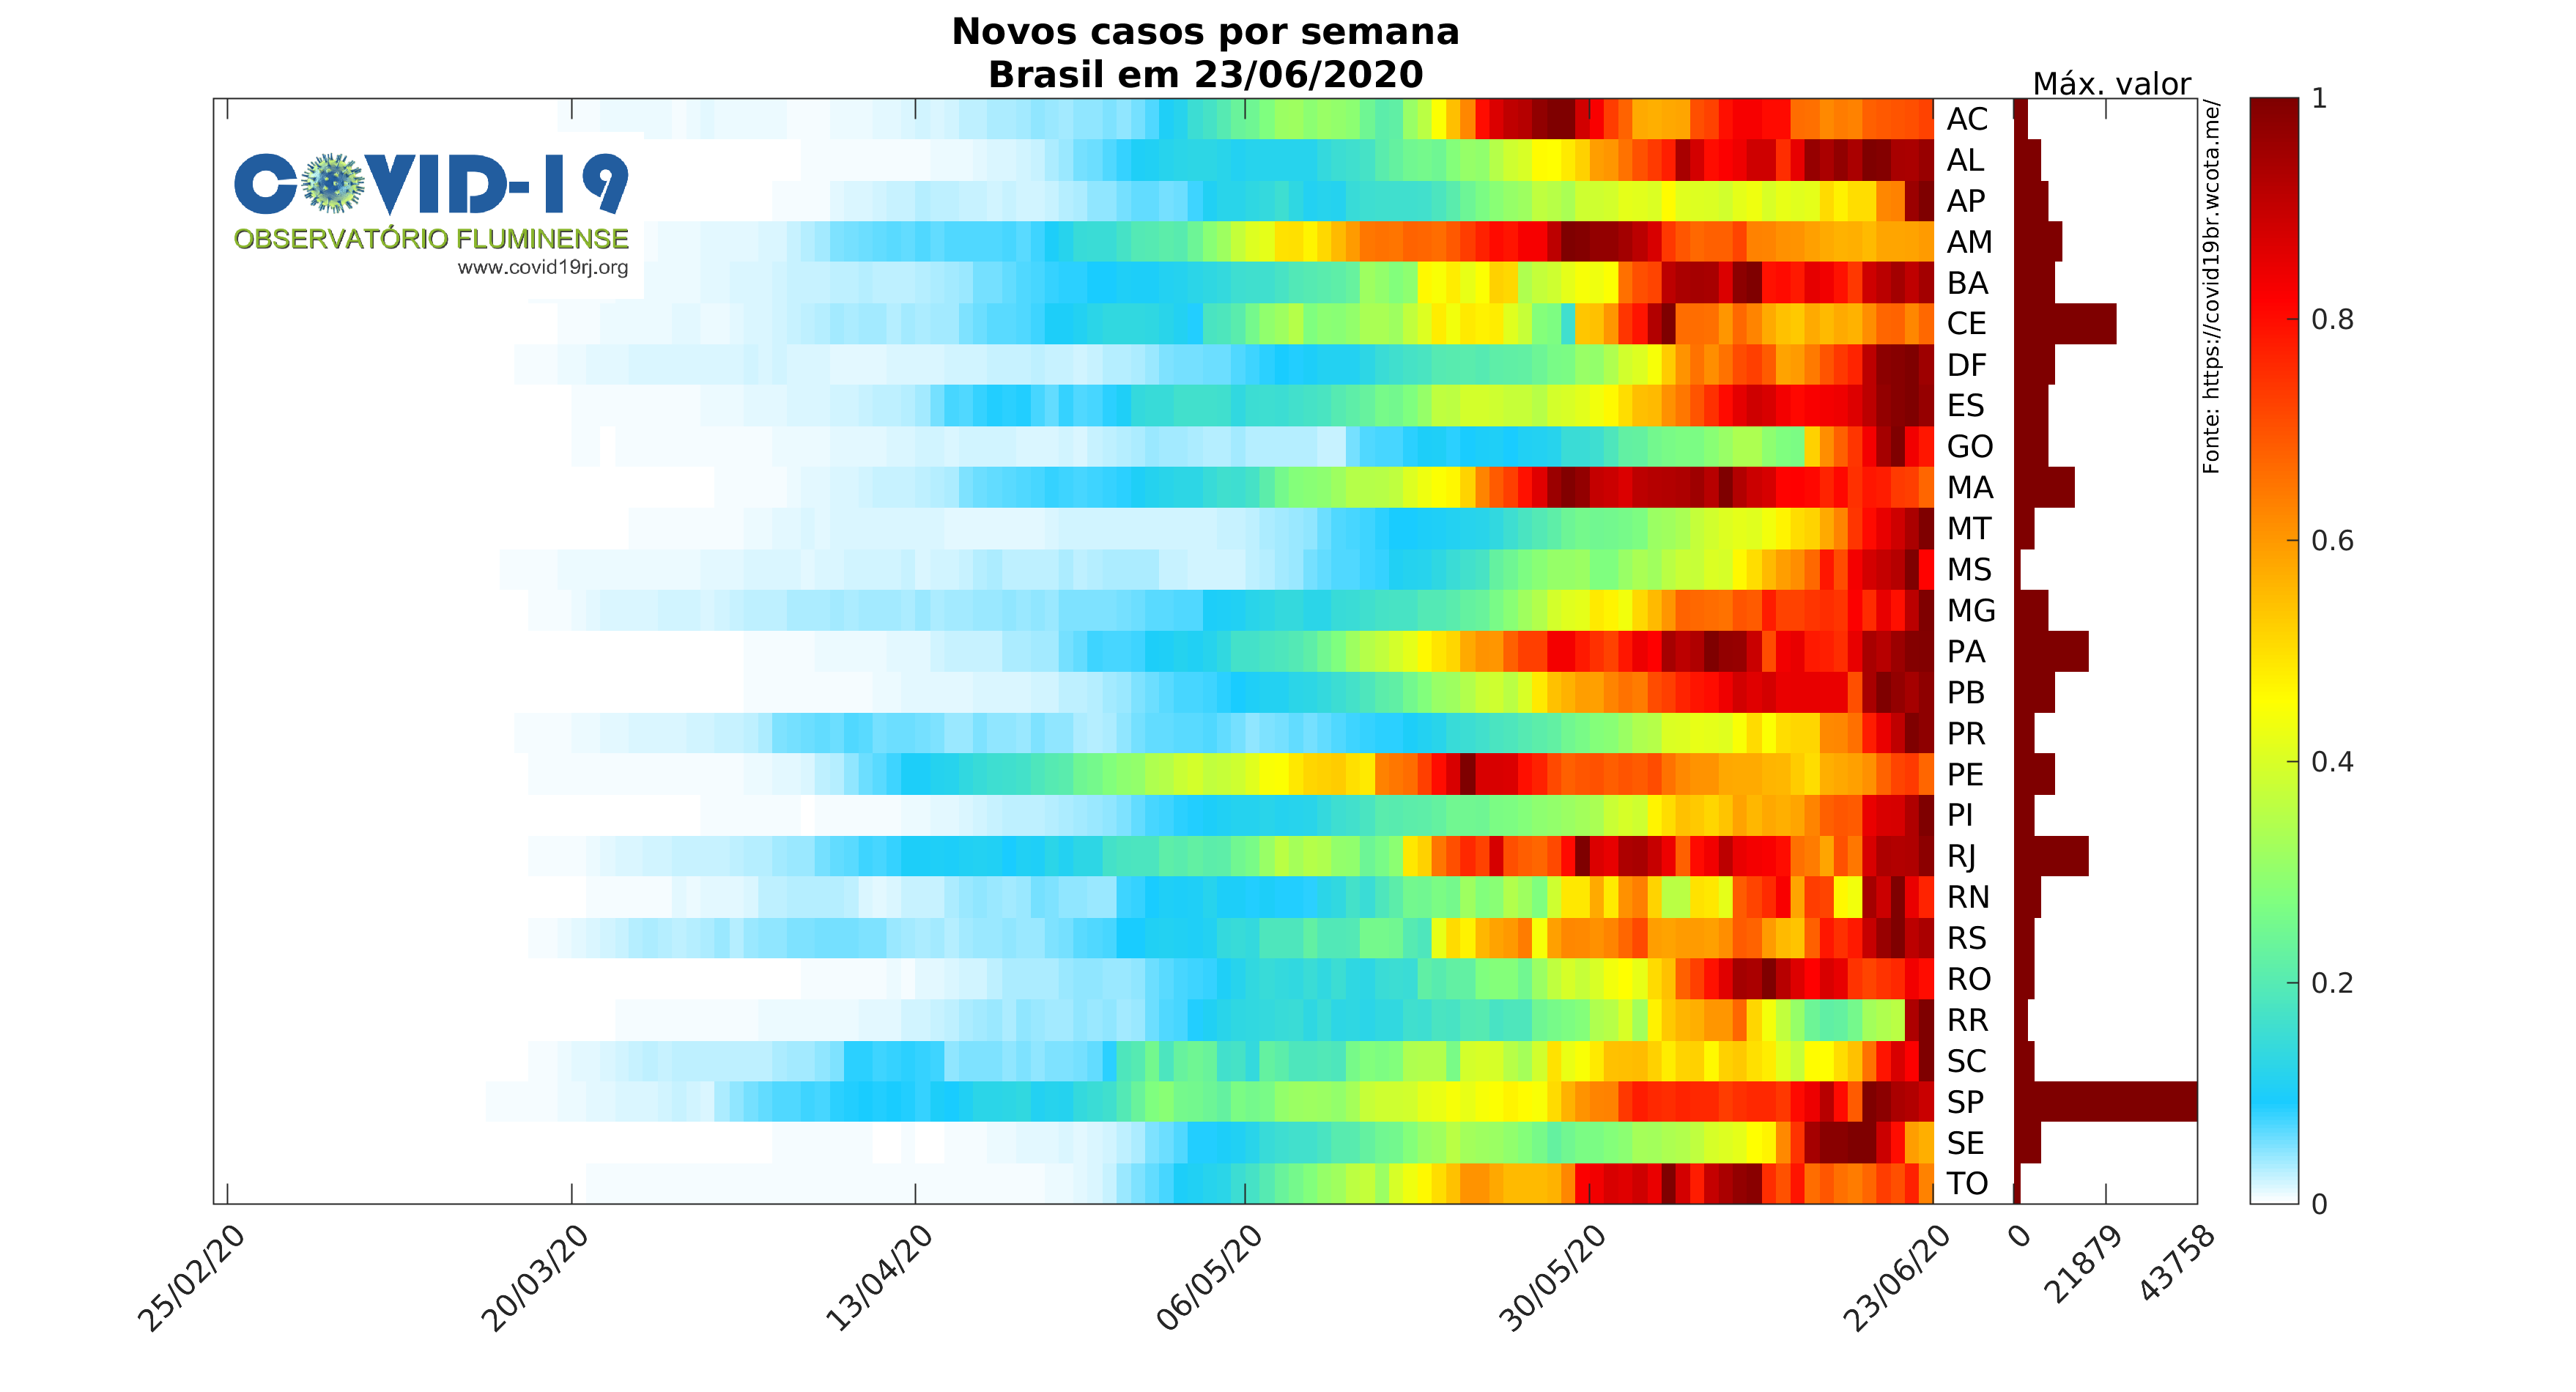 Novos casos por semana
Brasil em 23/06/2020
Máx. valor
COVID-19
OBSERVATÓRIO FLUMINENSE
www.covid19rj.org
AC
AL
AP
AM
BA
CE
DF
ES
GO
MA
MT
MS
MG
PA
PB
PR
PE
PI
RJ
RN
RS
RO
RR
SC
SP
SE
TO
Fonte: https://covid19br.wcota.me/
1
0.8
0.6
0.4
0.2
0
25/02/20
20/03/20
13/04/20
06/05/20
30/05/20
23/06/20
0
21879
43758